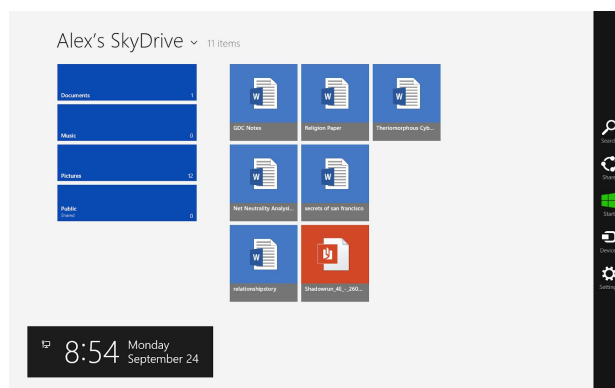 Alex's SkyDrive 11 items
Documents 1
Music 0
Pictures 12
Public
Shared 0
GDC Notes
Religion Paper
Theriomorphous Cyb...
Net Neutrality Analysi...
secrets of san francisco
relationshipstory
Shadowrun_4E_-_260...
Search
Share
Start
Devices
Settings
8:54 Monday
September 24